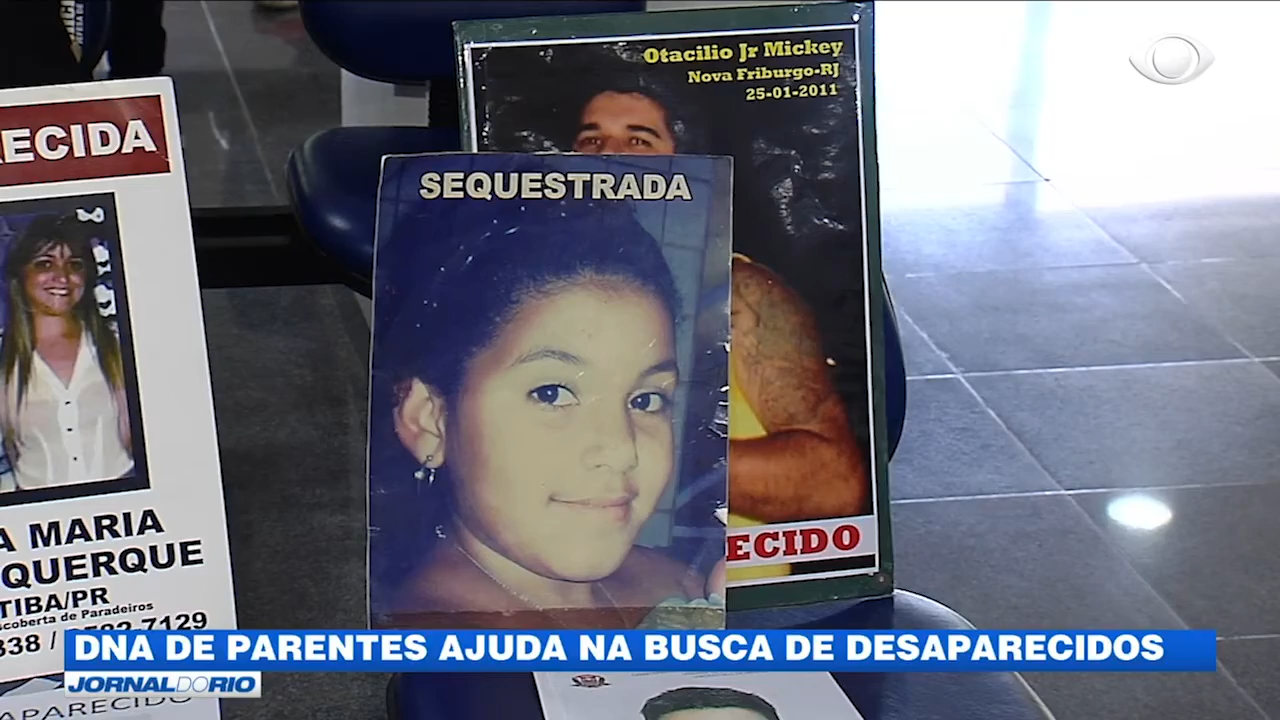 Otacilio Jr Mickey
Nova Friburgo-RJ
25-01-2011
ECIDO
SEQUESTRADA
ECIDA
A MARIA
QUERQUE
TIBA/PR
scoberta de Paradeiros
338 / 7129
APARECIDO
DNA DE PARENTES AJUDA NA BUSCA DE DESAPARECIDOS
JORNAL DO RIO